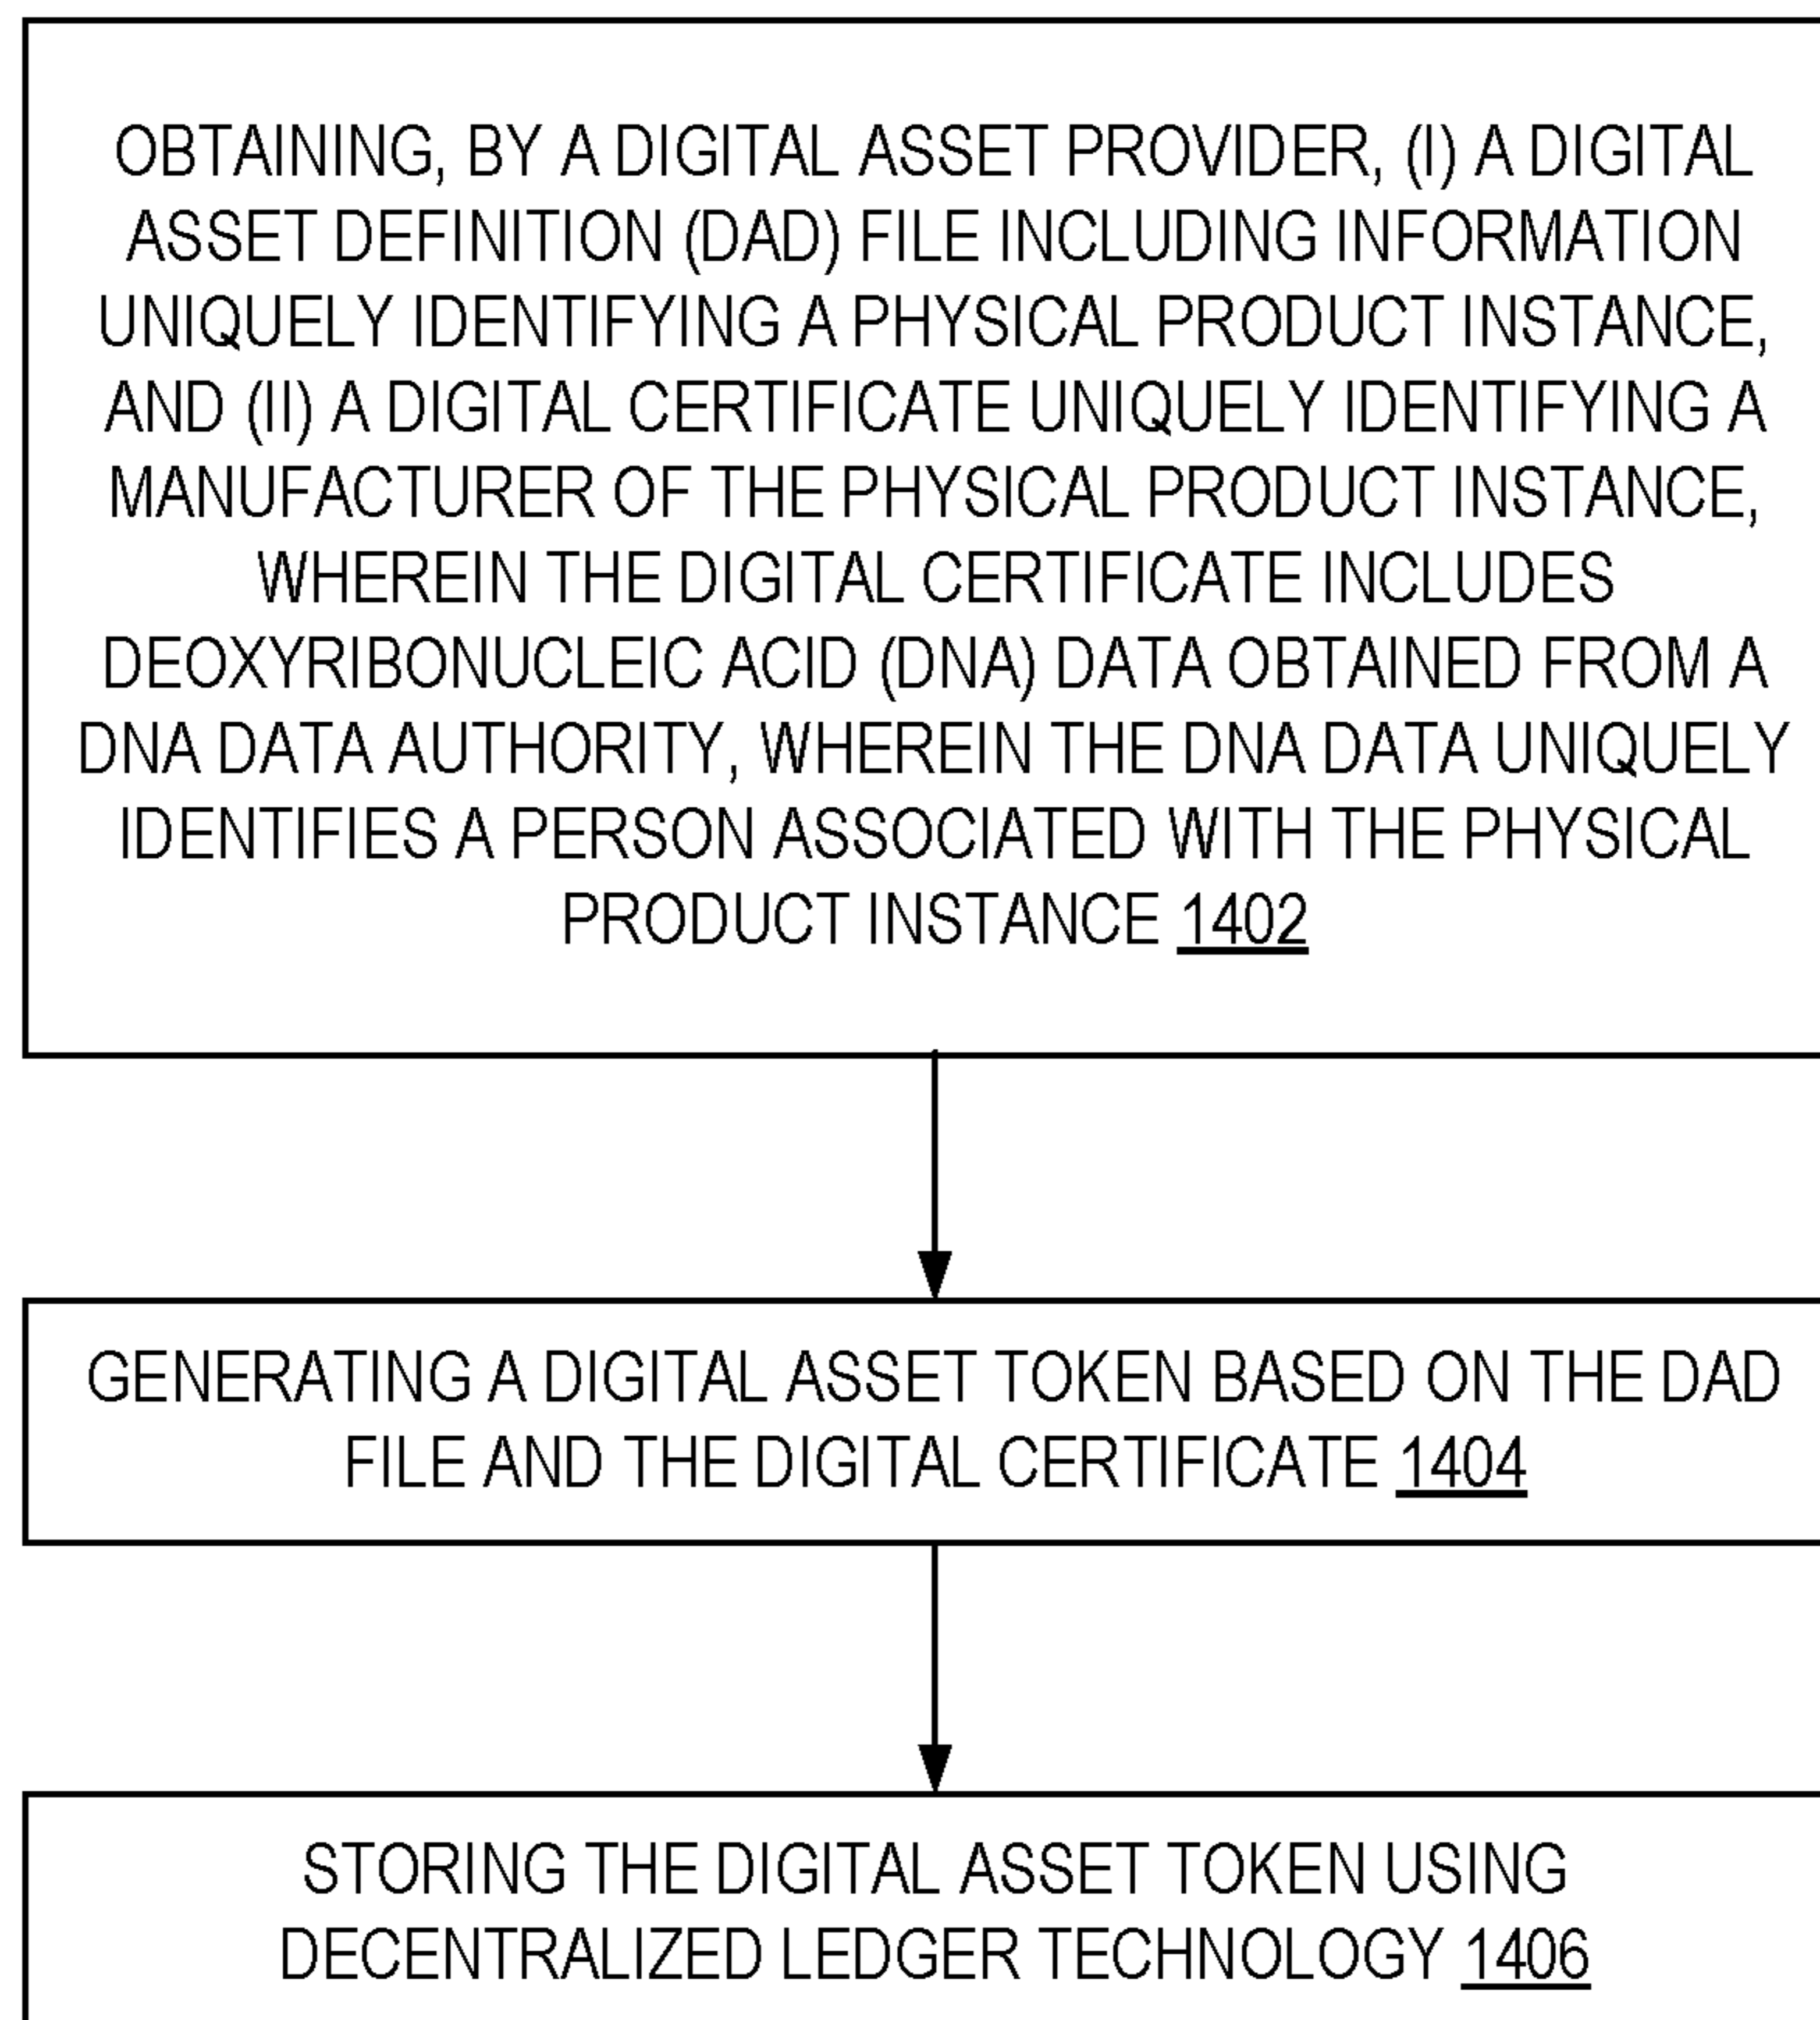 OBTAINING, BY A DIGITAL ASSET PROVIDER, (I) A DIGITAL
ASSET DEFINITION (DAD) FILE INCLUDING INFORMATION
UNIQUELY IDENTIFYING A PHYSICAL PRODUCT INSTANCE,
AND (II) A DIGITAL CERTIFICATE UNIQUELY IDENTIFYING A
MANUFACTURER OF THE PHYSICAL PRODUCT INSTANCE,
WHEREIN THE DIGITAL CERTIFICATE INCLUDES
DEOXYRIBONUCLEIC ACID (DNA) DATA OBTAINED FROM A
DNA DATA AUTHORITY, WHEREIN THE DNA DATA UNIQUELY
IDENTIFIES A PERSON ASSOCIATED WITH THE PHYSICAL
PRODUCT INSTANCE 1402
GENERATING A DIGITAL ASSET TOKEN BASED ON THE DAD
FILE AND THE DIGITAL CERTIFICATE 1404
STORING THE DIGITAL ASSET TOKEN USING
DECENTRALIZED LEDGER TECHNOLOGY 1406